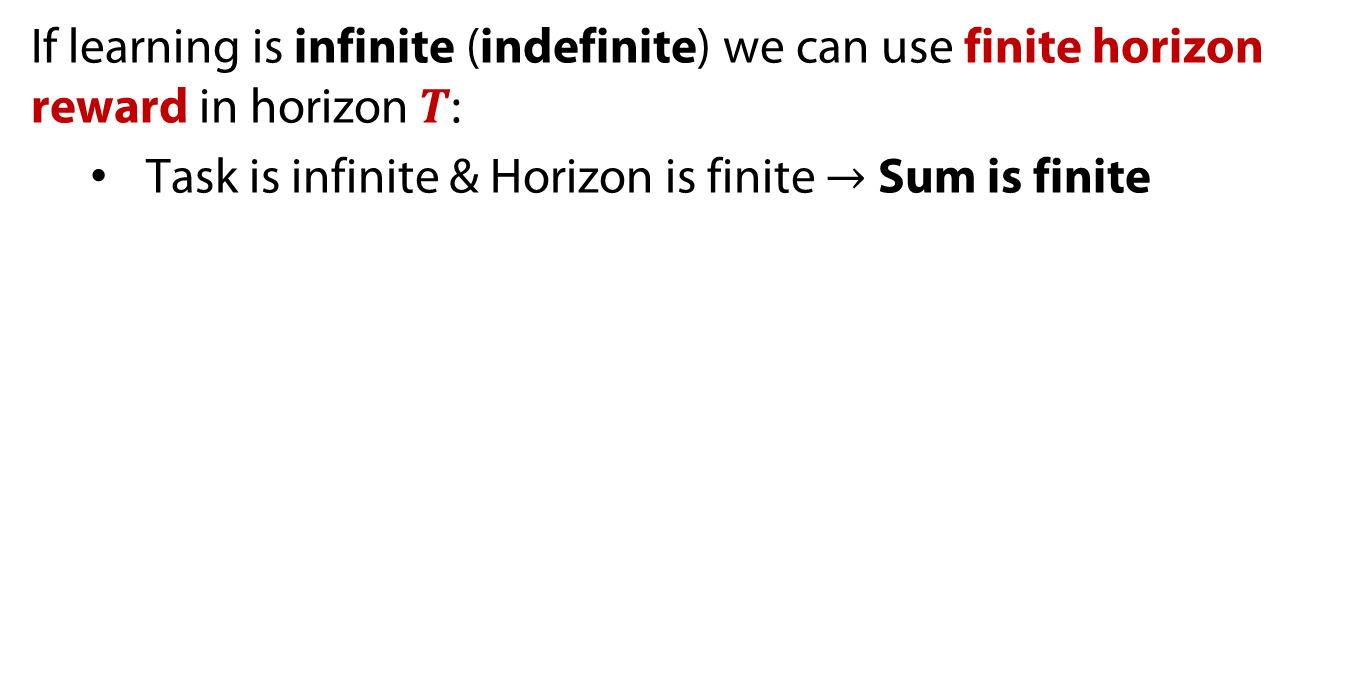 If learning is infinite (indefinite) we can use finite horizon
reward in horizon T:
• Task is infinite & Horizon is finite → Sum is finite